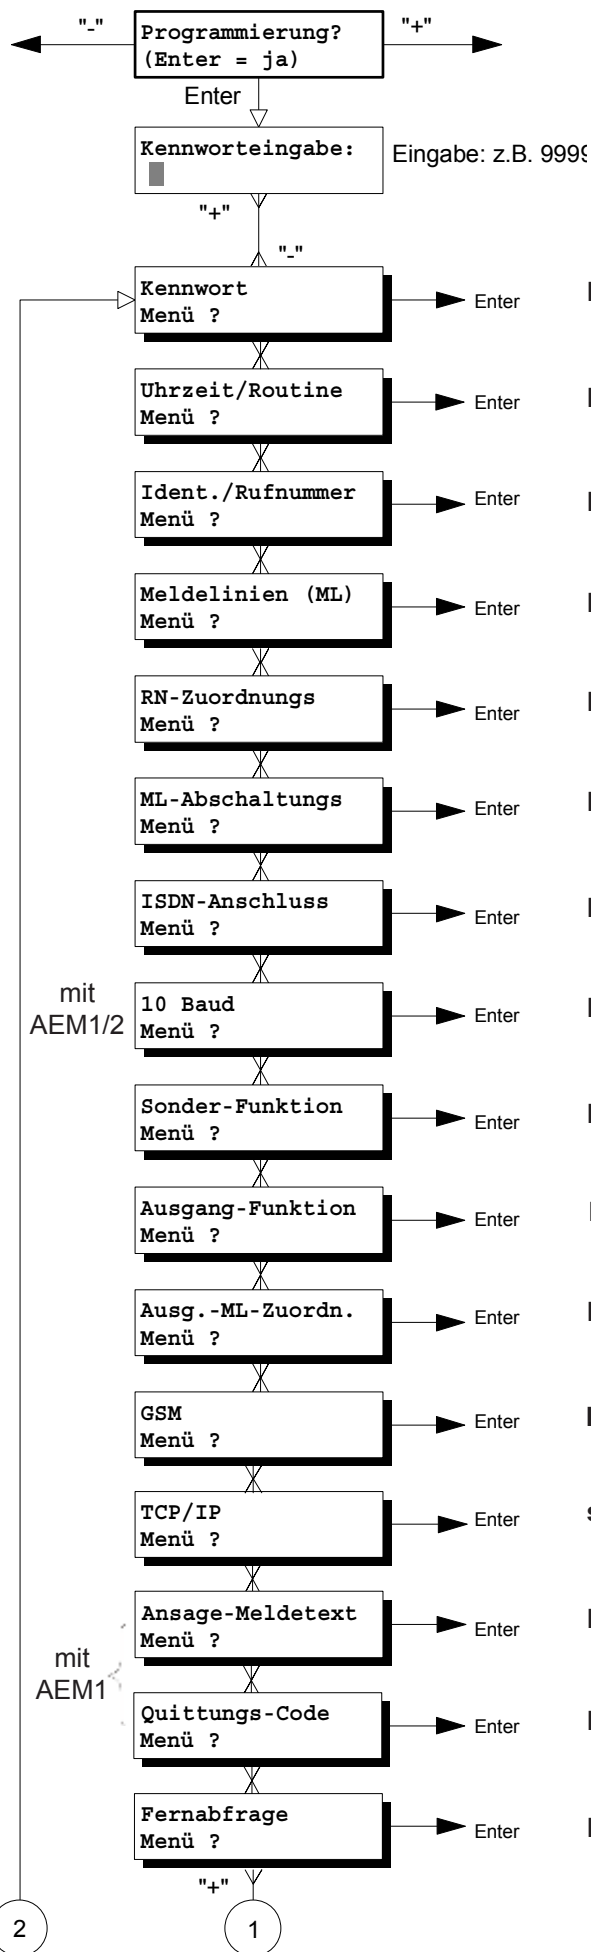 "-"
Programmierung?
(Enter = ja)
"+"
Enter
Kennworteingabe:
Eingabe: z.B. 9999
"+"
"-"
Kennwort
Menü ?
Enter
Uhrzeit/Routine
Menü ?
Enter
Ident./Rufnummer
Menü ?
Enter
Meldelinien (ML)
Menü ?
Enter
RN-Zuordnungs
Menü ?
Enter
ML-Abschaltungs
Menü ?
Enter
ISDN-Anschluss
Menü ?
Enter
mit
AEM1/2
10 Baud
Menü ?
Enter
Sonder-Funktion
Menü ?
Enter
Ausgang-Funktion
Menü ?
Enter
Ausg.-ML-Zuordn.
Menü ?
Enter
GSM
Menü ?
Enter
TCP/IP
Menü ?
Enter
mit
AEM1
Ansage-Meldetext
Menü ?
Enter
Quittungs-Code
Menü ?
Enter
Fernabfrage
Menü ?
Enter
"+"
2
1